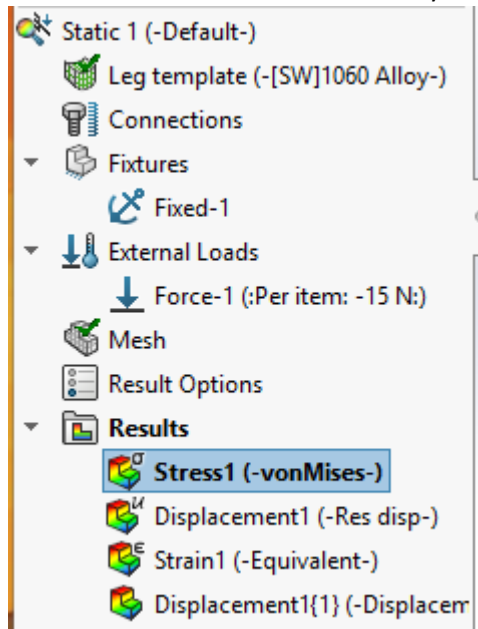 Static 1 (-Default-)
Leg template (-[SW]1060 Alloy-)
Connections
Fixtures
Fixed-1
External Loads
Force-1 (:Per item: -15 N:)
Mesh
Result Options
Results
Stress1 (-vonMises-)
Displacement1 (-Res disp-)
Strain1 (-Equivalent-)
Displacement1{1} (-Displacem